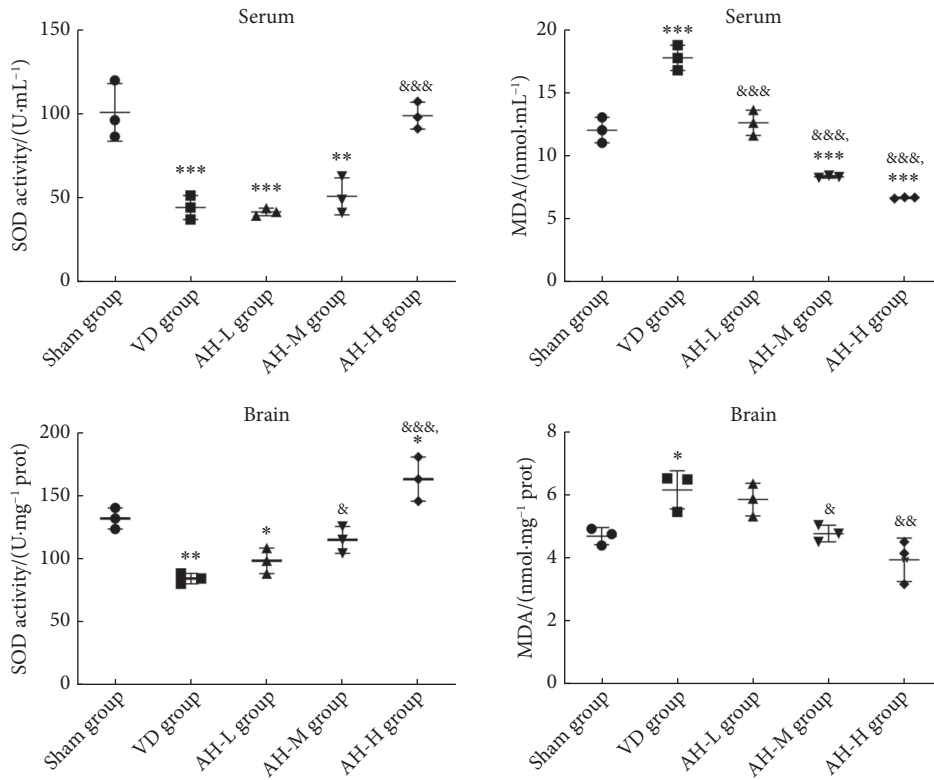 Serum
150
100
50
0
SOD activity/(U·mL⁻¹)
***
***
**
&&&
Sham group
VD group
AH-L group
AH-M group
AH-H group
Serum
20
15
10
5
0
MDA/(nmol·mL⁻¹)
***
&&&
&&&,
***
&&&,
***
Sham group
VD group
AH-L group
AH-M group
AH-H group
Brain
200
150
100
50
0
SOD activity/(U·mg⁻¹ prot)
**
*
&
&&&,
*
Sham group
VD group
AH-L group
AH-M group
AH-H group
Brain
8
6
4
2
0
MDA/(nmol·mg⁻¹ prot)
*
&
&&
Sham group
VD group
AH-L group
AH-M group
AH-H group